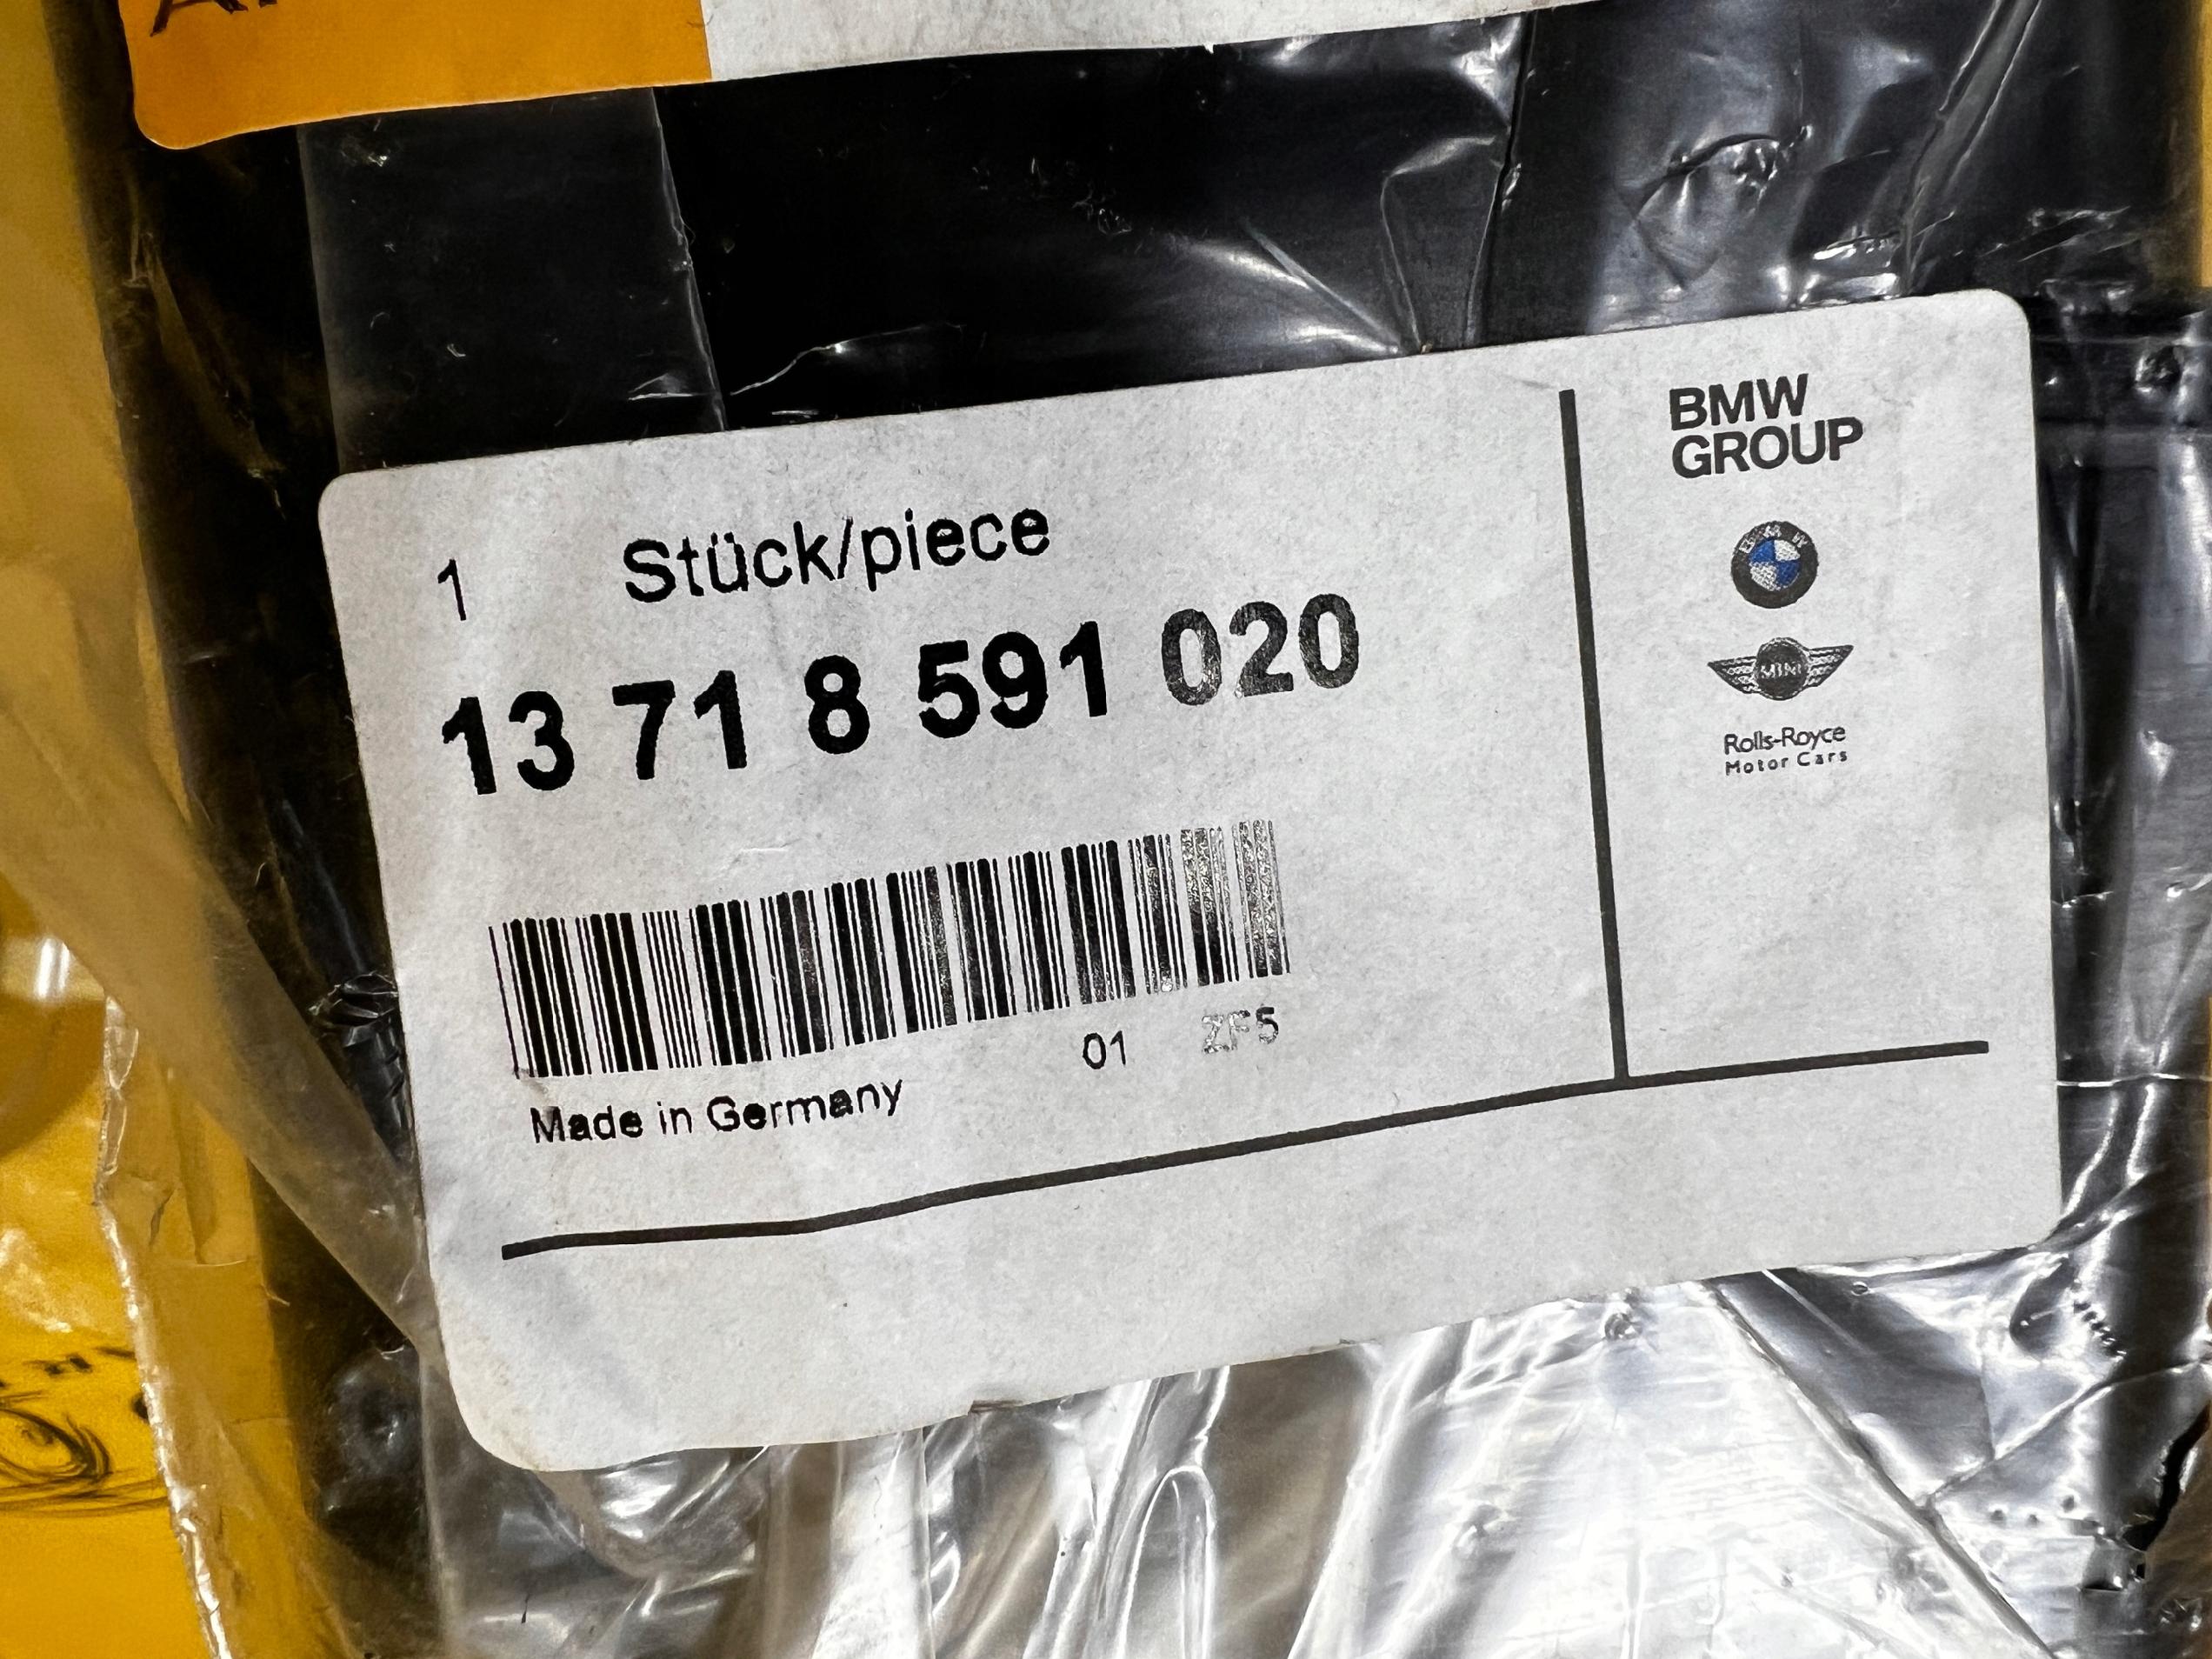 1 Stück/piece
13 71 8 591 020
01 ZF5
Made in Germany
BMW
GROUP
BMW
MINI
Rolls-Royce
Motor Cars